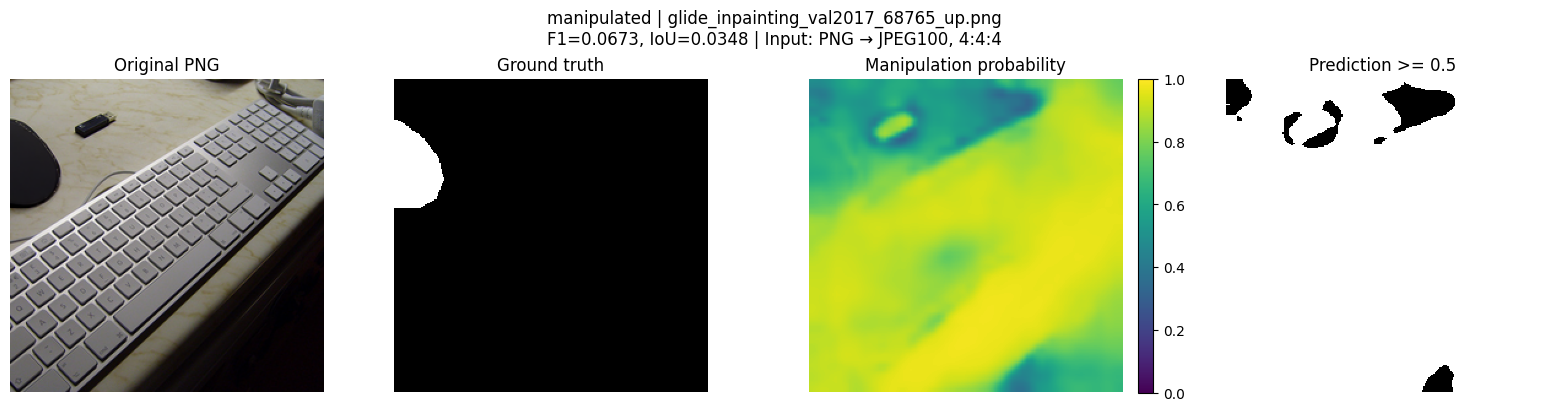 manipulated | glide_inpainting_val2017_68765_up.png
F1=0.0673, IoU=0.0348 | Input: PNG → JPEG100, 4:4:4
Original PNG
Ground truth
Manipulation probability
Prediction >= 0.5
1.0
0.8
0.6
0.4
0.2
0.0